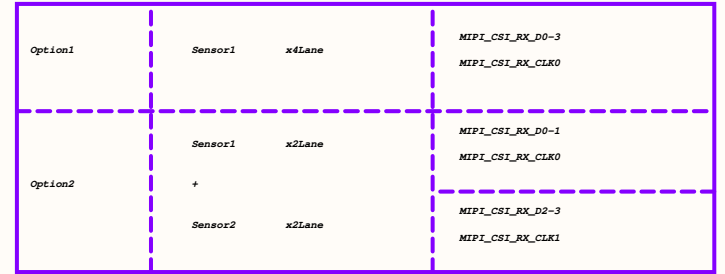 Option1 Sensor1 x4Lane MIPI_CSI_RX_D0-3
MIPI_CSI_RX_CLK0
Option2
Sensor1 x2Lane MIPI_CSI_RX_D0-1
MIPI_CSI_RX_CLK0
+
Sensor2 x2Lane MIPI_CSI_RX_D2-3
MIPI_CSI_RX_CLK1